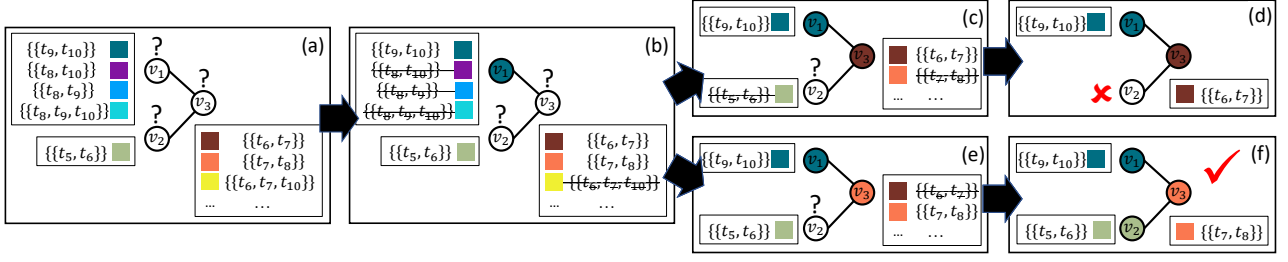 (a)
{{t₉, t₁₀}}
{{t₈, t₁₀}}
{{t₈, t₉}}
{{t₈, t₉, t₁₀}}
?
v₁
?
v₃
?
v₂
{{t₅, t₆}}
{{t₆, t₇}}
{{t₇, t₈}}
{{t₆, t₇, t₁₀}}
... ...
(b)
{{t₉, t₁₀}}
{{t₈, t₁₀}}
{{t₈, t₉}}
{{t₈, t₉, t₁₀}}
v₁
?
v₃
?
v₂
{{t₅, t₆}}
{{t₆, t₇}}
{{t₇, t₈}}
{{t₆, t₇, t₁₀}}
... ...
(c)
{{t₉, t₁₀}}
v₁
v₃
{{t₆, t₇}}
{{t₇, t₈}}
... ...
?
{{t₅, t₆}}
v₂
(d)
{{t₉, t₁₀}}
v₁
v₃
v₂
{{t₆, t₇}}
(e)
{{t₉, t₁₀}}
v₁
v₃
{{t₆, t₇}}
{{t₇, t₈}}
... ...
?
{{t₅, t₆}}
v₂
(f)
{{t₉, t₁₀}}
v₁
v₃
{{t₅, t₆}}
v₂
{{t₇, t₈}}